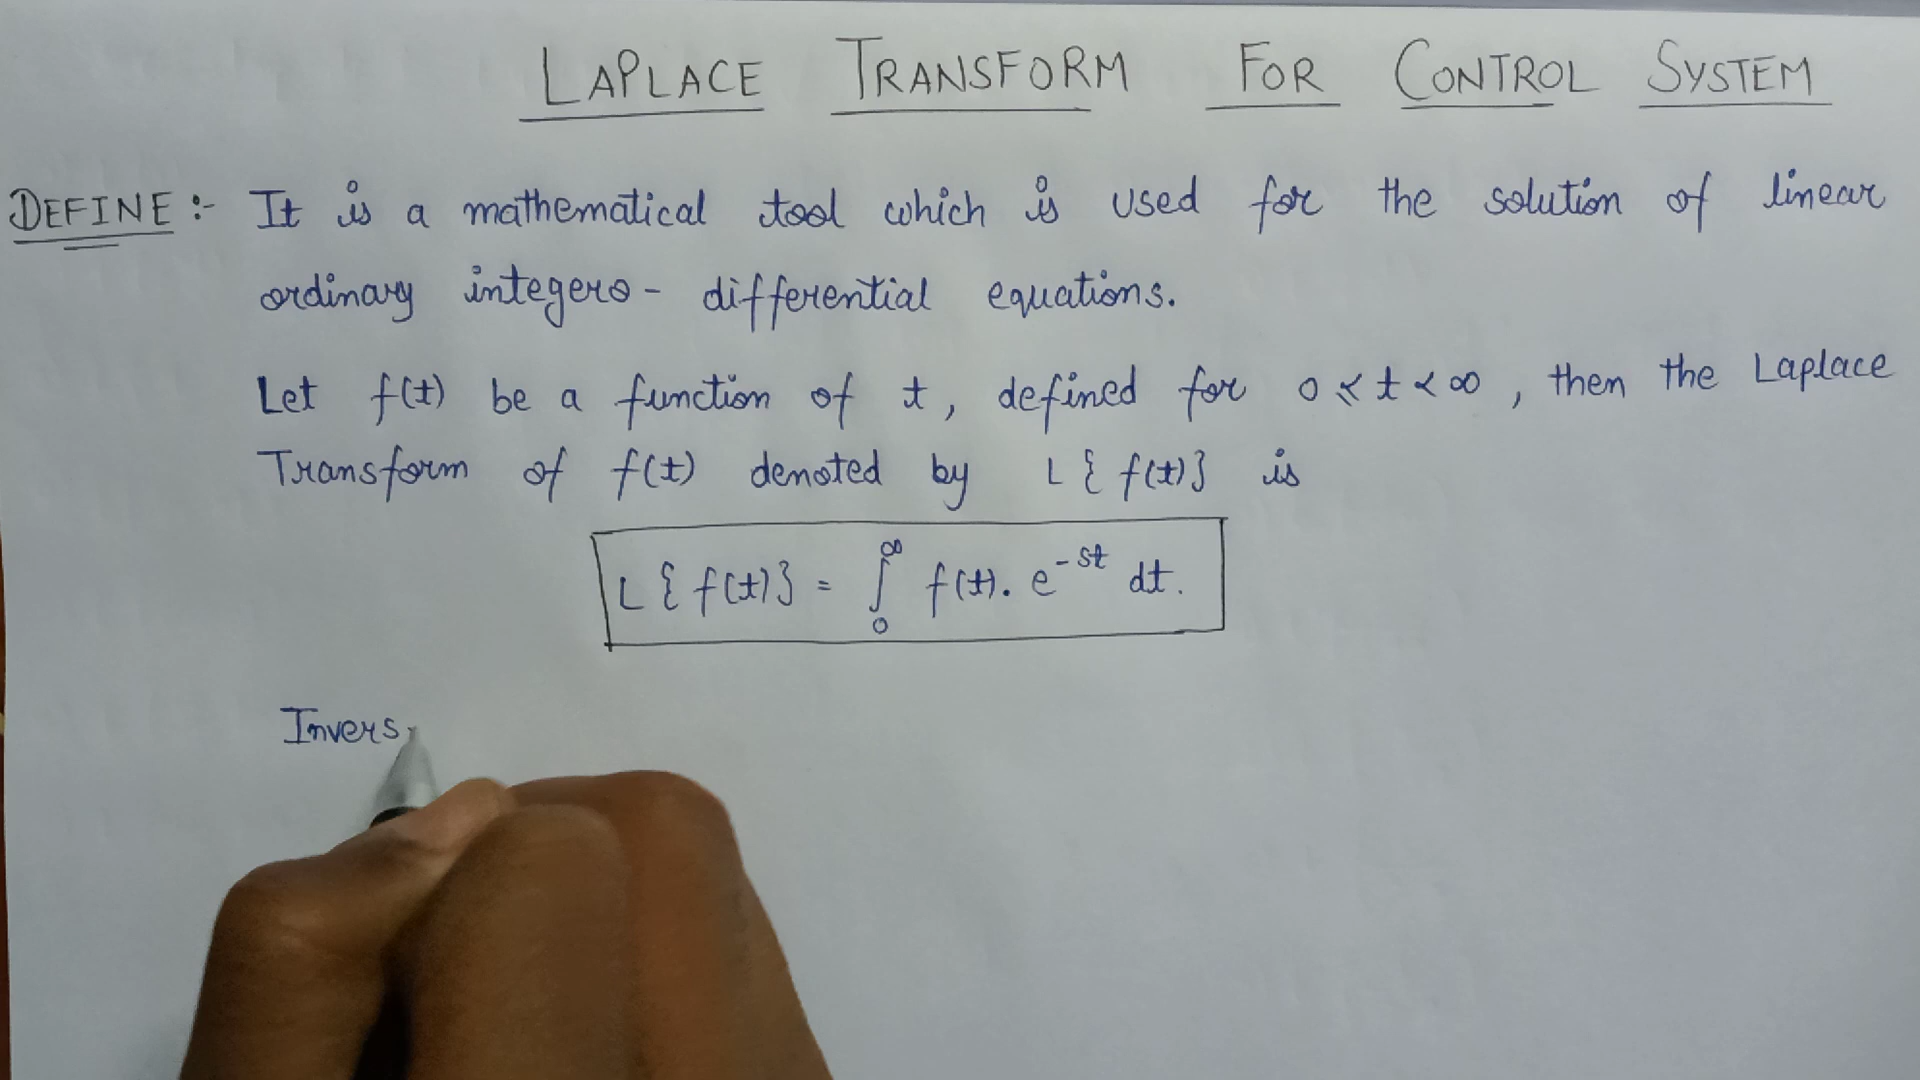 LAPLACE TRANSFORM FOR CONTROL SYSTEM
DEFINE :- It is a mathematical tool which is used for the solution of linear
ordinary integero - differential equations.
Let f(t) be a function of t, defined for 0 ≤ t < ∞, then the Laplace
Transform of f(t) denoted by L{f(t)} is
L{f(t)} = ∫₀^∞ f(t). e^-st dt.
Invers